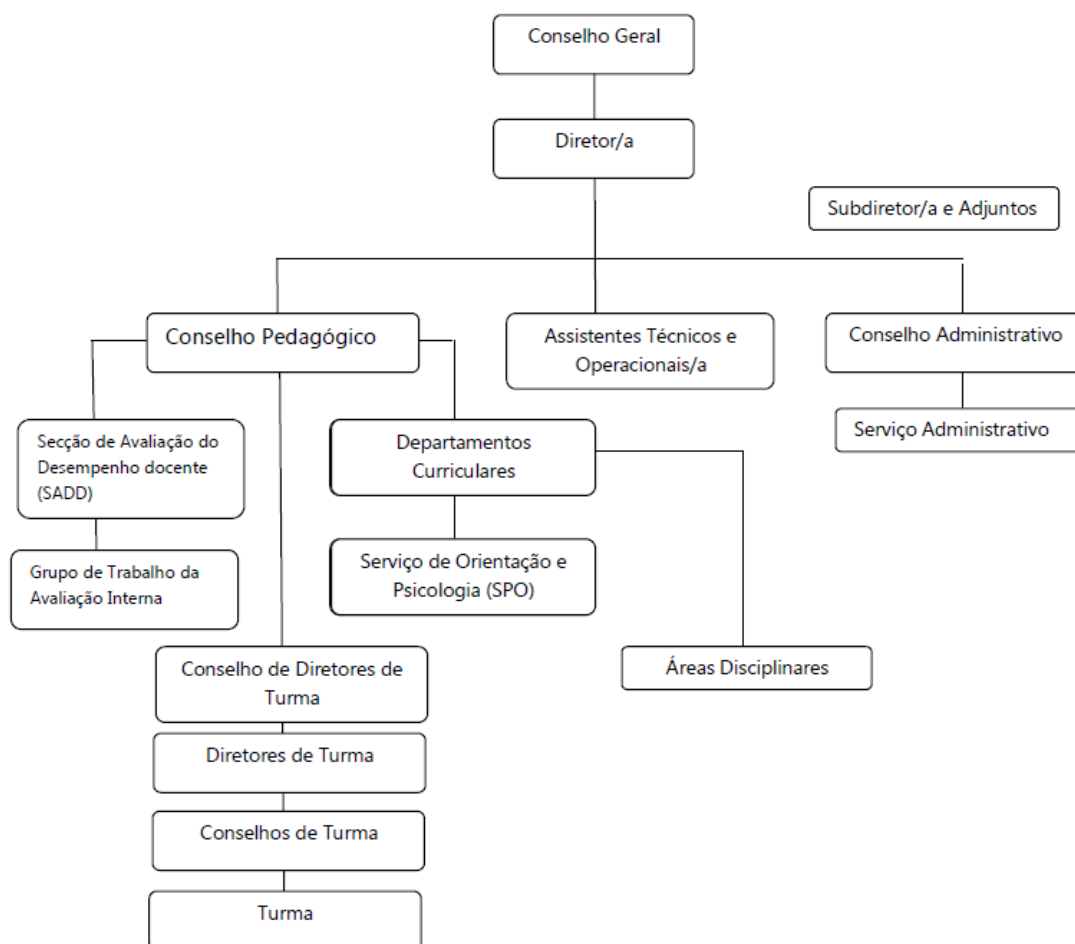 Conselho Geral
Diretor/a
Subdiretor/a e Adjuntos
Conselho Pedagógico
Assistentes Técnicos e
Operacionais/a
Conselho Administrativo
Secção de Avaliação do
Desempenho docente
(SADD)
Departamentos
Curriculares
Serviço Administrativo
Grupo de Trabalho da
Avaliação Interna
Serviço de Orientação e
Psicologia (SPO)
Conselho de Diretores de
Turma
Áreas Disciplinares
Diretores de Turma
Conselhos de Turma
Turma